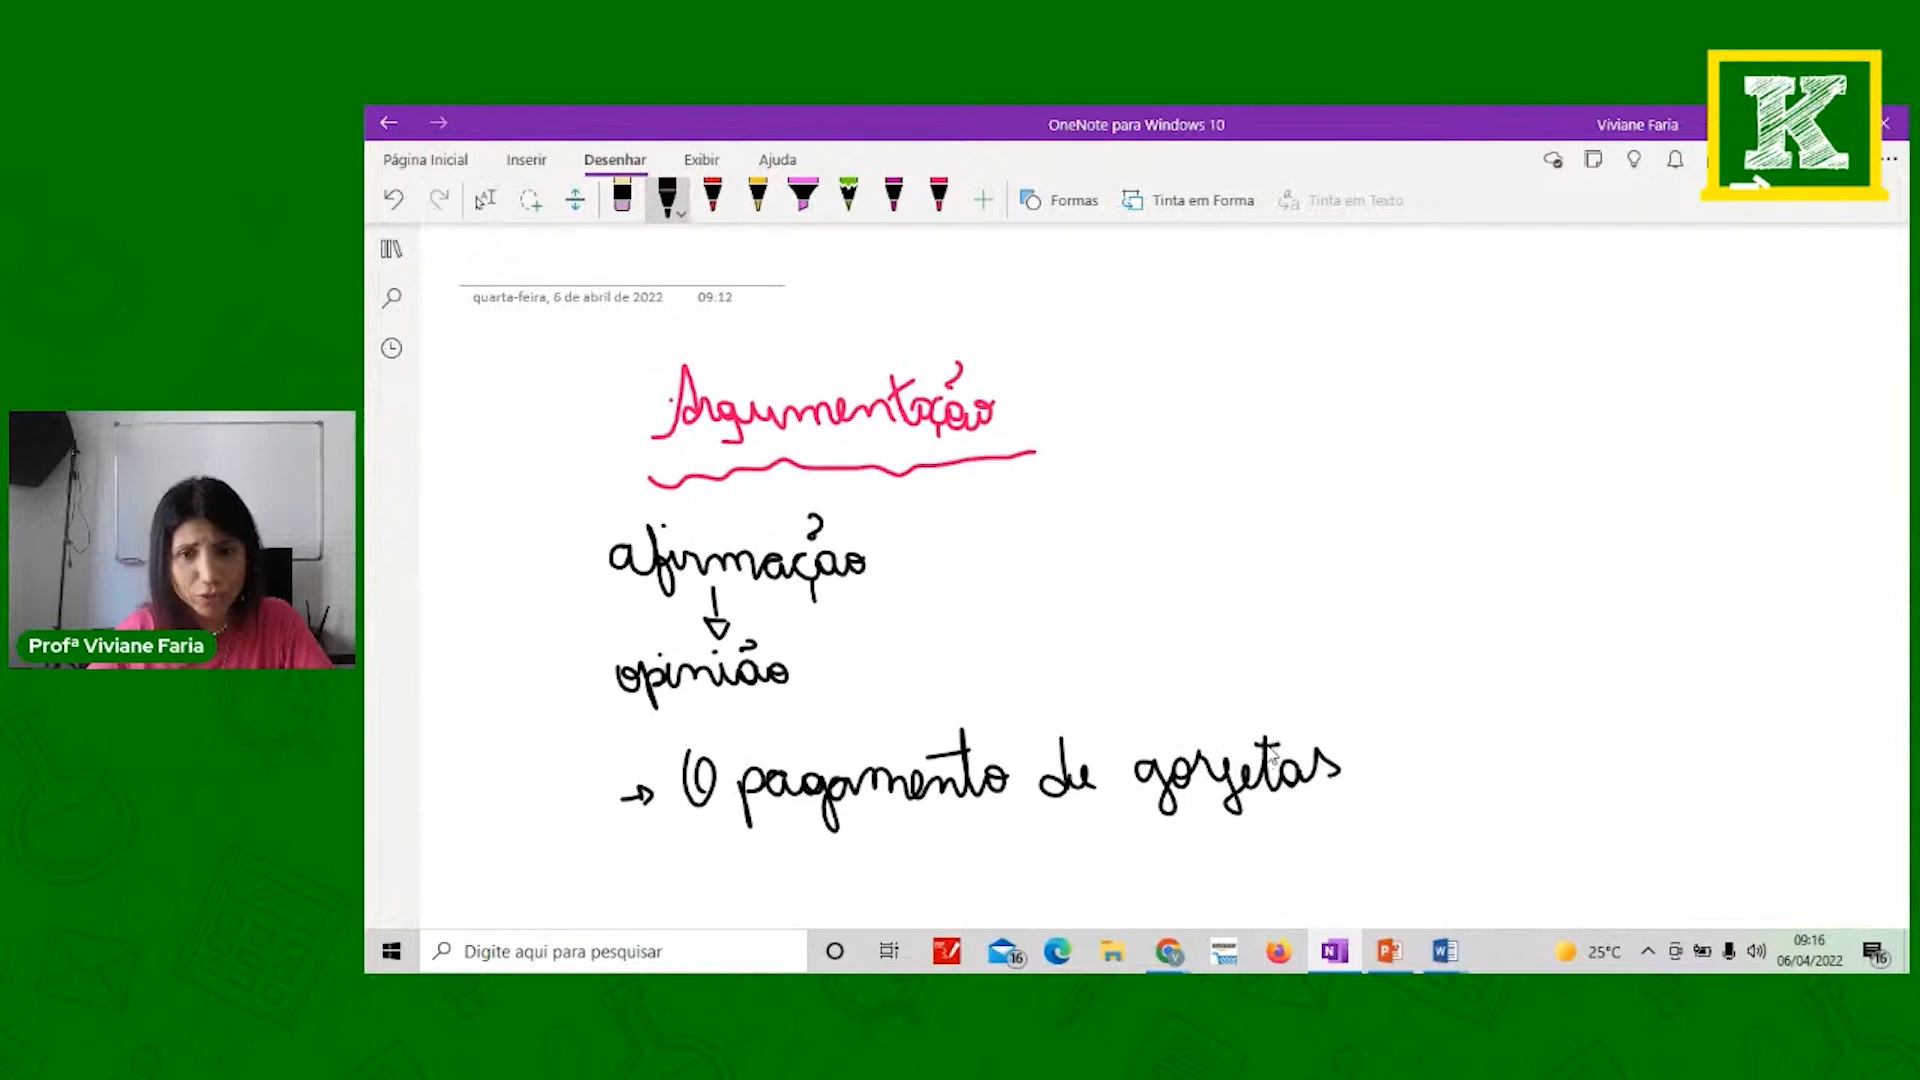 K
OneNote para Windows 10
Viviane Faria
Página Inicial Inserir Desenhar Exibir Ajuda
Formas Tinta em Forma Tinta em Texto
quarta-feira, 6 de abril de 2022 09:12
Argumentação
afirmação
opinião
→ O pagamento de gorjetas
Profª Viviane Faria
Digite aqui para pesquisar
16
25°C
09:16
06/04/2022
16